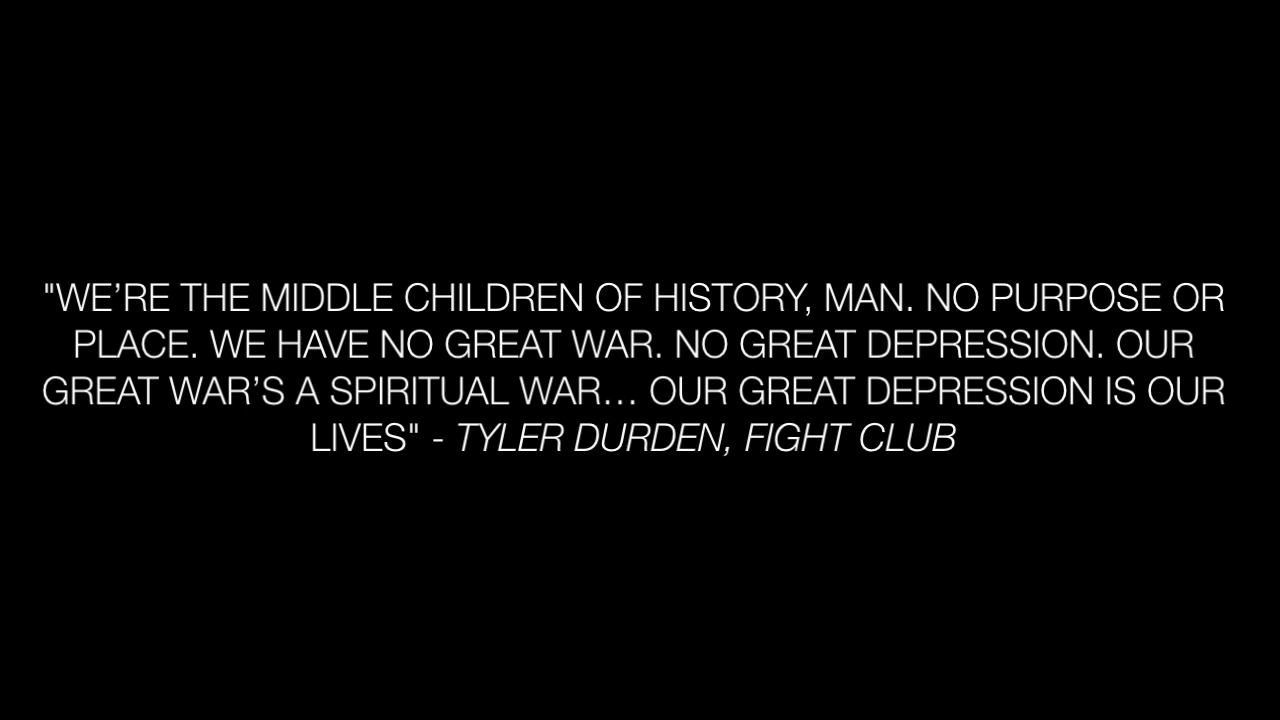 "WE’RE THE MIDDLE CHILDREN OF HISTORY, MAN. NO PURPOSE OR
PLACE. WE HAVE NO GREAT WAR. NO GREAT DEPRESSION. OUR
GREAT WAR’S A SPIRITUAL WAR… OUR GREAT DEPRESSION IS OUR
LIVES" - TYLER DURDEN, FIGHT CLUB